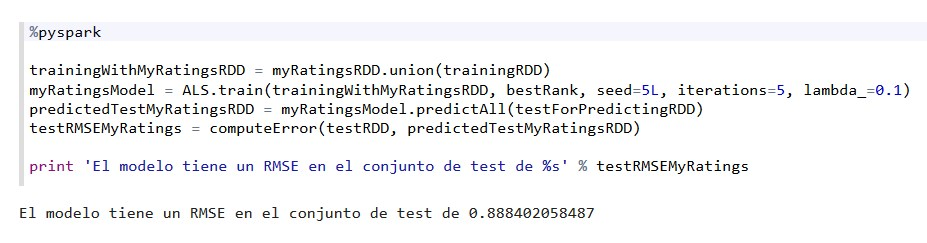 %pyspark
trainingWithMyRatingsRDD = myRatingsRDD.union(trainingRDD)
myRatingsModel = ALS.train(trainingWithMyRatingsRDD, bestRank, seed=5L, iterations=5, lambda_=0.1)
predictedTestMyRatingsRDD = myRatingsModel.predictAll(testForPredictingRDD)
testRMSEMyRatings = computeError(testRDD, predictedTestMyRatingsRDD)
print 'El modelo tiene un RMSE en el conjunto de test de %s' % testRMSEMyRatings
El modelo tiene un RMSE en el conjunto de test de 0.888402058487